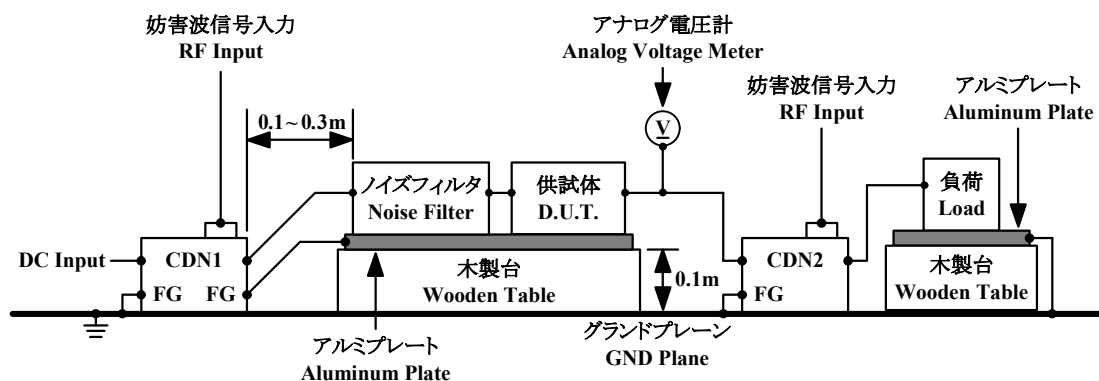 妨害波信号入力
RF Input
アナログ電圧計
Analog Voltage Meter
妨害波信号入力
RF Input
アルミプレート
Aluminum Plate
0.1~0.3m
V
ノイズフィルタ
Noise Filter
供試体
D.U.T.
負荷
Load
DC Input
CDN1
FG
FG
木製台
Wooden Table
0.1m
CDN2
FG
木製台
Wooden Table
アルミプレート
Aluminum Plate
グランドプレーン
GND Plane